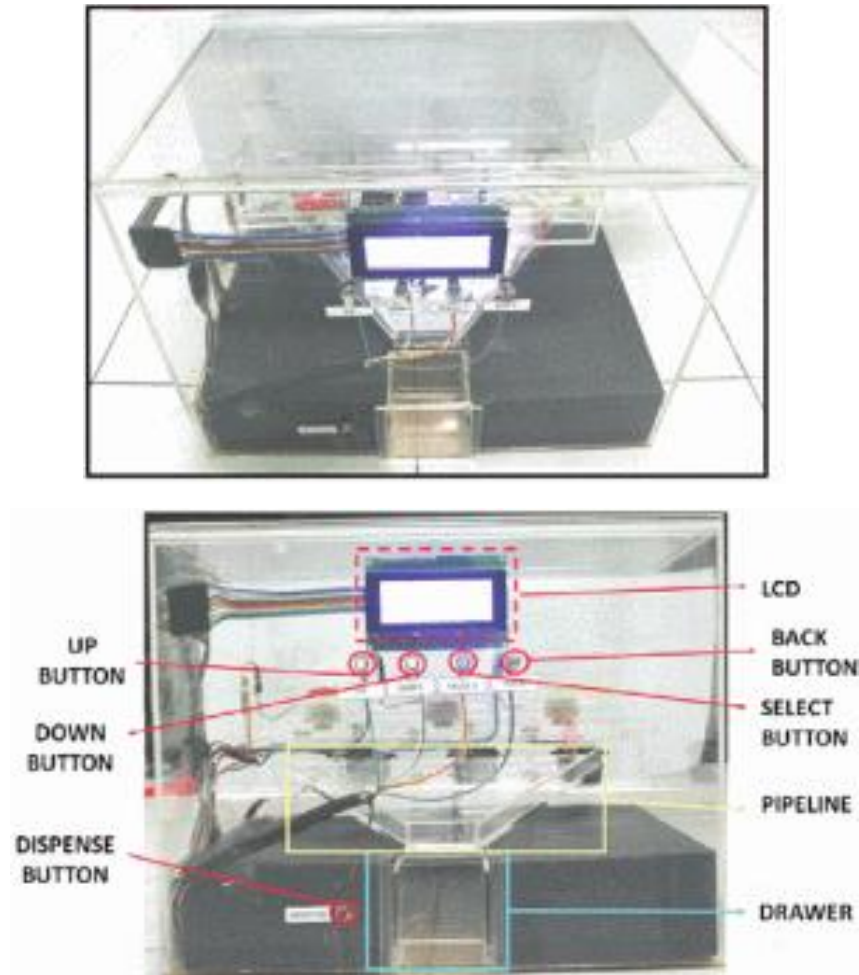 LCD
UP
BUTTON
BACK
BUTTON
DOWN
BUTTON
SELECT
BUTTON
PIPELINE
DISPENSE
BUTTON
DRAWER